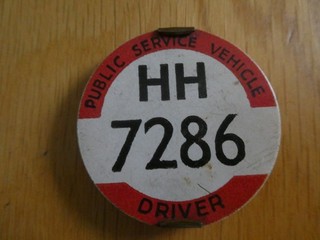 PUBLIC SERVICE VEHICLE
HH
7286
DRIVER